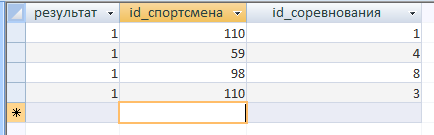 результат id_спортсмена id_соревнования
1 110 1
1 59 4
1 98 8
1 110 3
*